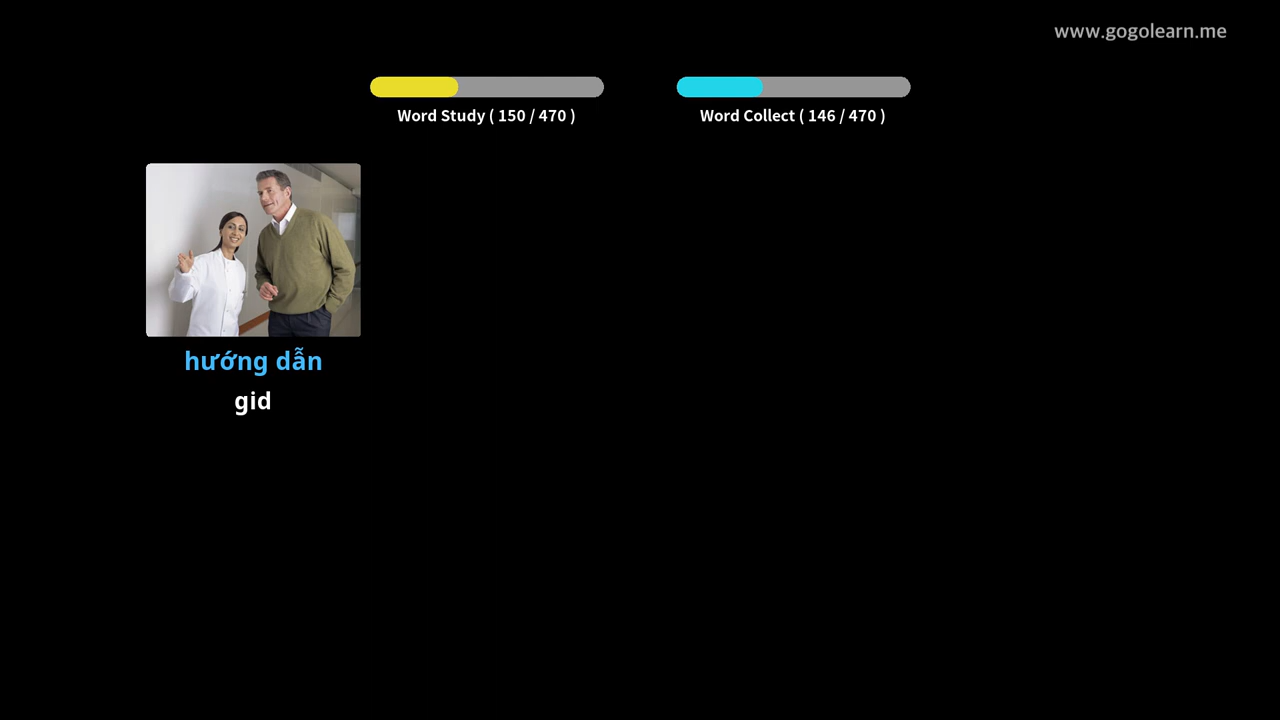 www.gogolearn.me
Word Study ( 150 / 470 )
Word Collect ( 146 / 470 )
hướng dẫn
gid